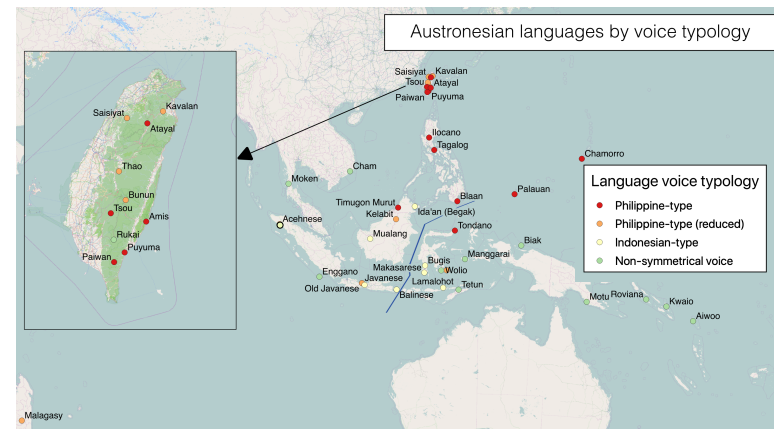 Austronesian languages by voice typology
Saisiyat
Kavalan
Tsou
Atayal
Paiwan
Puyuma
Saisiyat
Kavalan
Atayal
Thao
Bunun
Tsou
Amis
Rukai
Puyuma
Paiwan
Ilocano
Tagalog
Chamorro
Cham
Moken
Language voice typology
Philippine-type
Philippine-type (reduced)
Indonesian-type
Non-symmetrical voice
Palauan
Blaan
Timugon Murut
Kelabit
Ida'an (Begak)
Acehnese
Mualang
Tondano
Biak
Manggarai
Bugis
Makasarese
Wolio
Enggano
Javanese
Old Javanese
Lamalohot
Tetun
Balinese
Motu
Roviana
Kwaio
Aiwoo
Malagasy